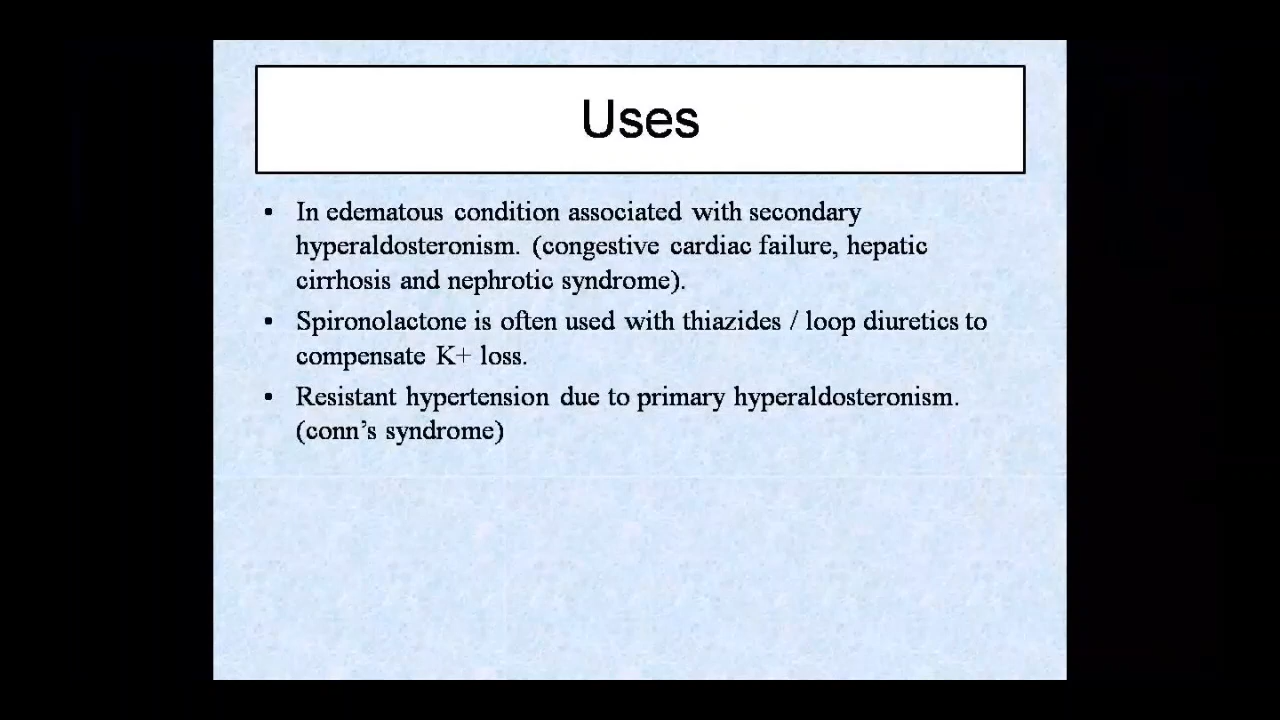 Uses
• In edematous condition associated with secondary
hyperaldosteronism. (congestive cardiac failure, hepatic
cirrhosis and nephrotic syndrome).
• Spironolactone is often used with thiazides / loop diuretics to
compensate K+ loss.
• Resistant hypertension due to primary hyperaldosteronism.
(conn’s syndrome)